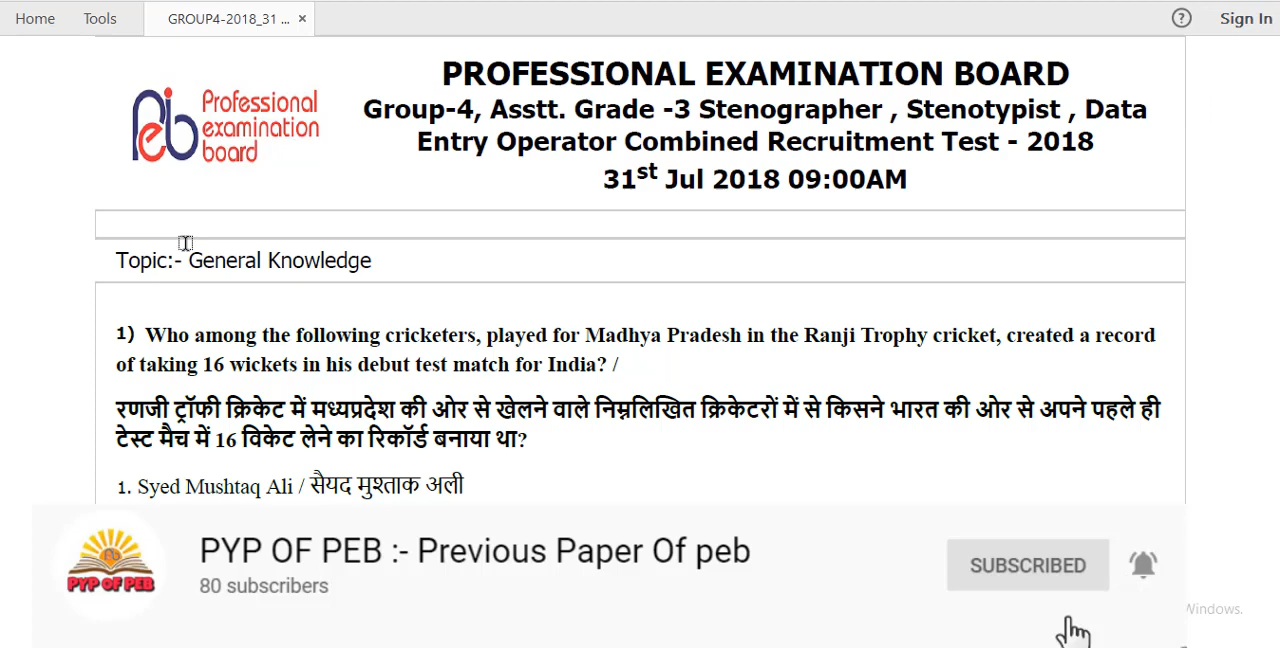 Home Tools GROUP4-2018_31 ... × ? Sign In
PROFESSIONAL EXAMINATION BOARD
Professional
examination
board
peb
Group-4, Asstt. Grade -3 Stenographer , Stenotypist , Data
Entry Operator Combined Recruitment Test - 2018
31st Jul 2018 09:00AM
Topic:- General Knowledge
1) Who among the following cricketers, played for Madhya Pradesh in the Ranji Trophy cricket, created a record
of taking 16 wickets in his debut test match for India? /
रणजी ट्रॉफी क्रिकेट में मध्यप्रदेश की ओर से खेलने वाले निम्नलिखित क्रिकेटरों में से किसने भारत की ओर से अपने पहले ही
टेस्ट मैच में 16 विकेट लेने का रिकॉर्ड बनाया था?
1. Syed Mushtaq Ali / सैयद मुश्ताक अली
PYP OF PEB :- Previous Paper Of peb
80 subscribers
PYP OF PEB
SUBSCRIBED
Windows.